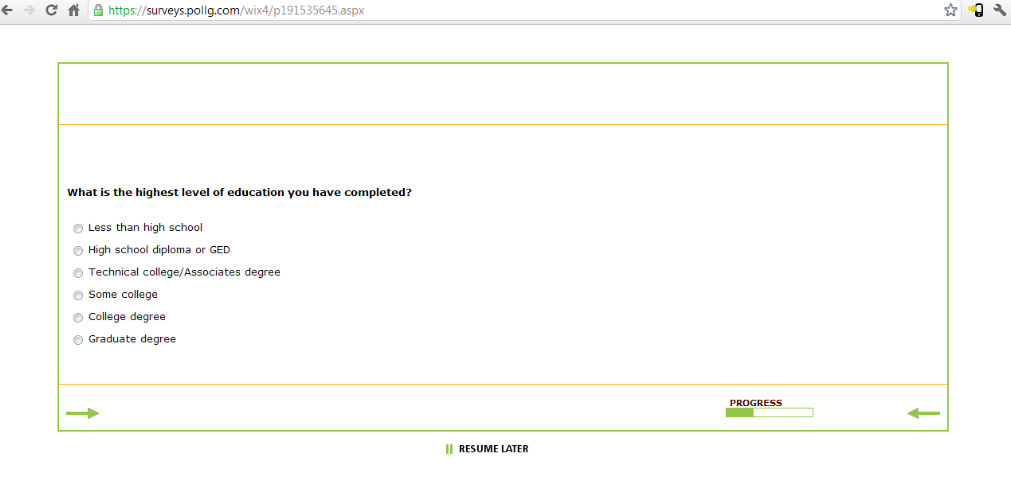 https://surveys.pollg.com/wix4/p191535645.aspx
What is the highest level of education you have completed?
Less than high school
High school diploma or GED
Technical college/Associates degree
Some college
College degree
Graduate degree
PROGRESS
RESUME LATER